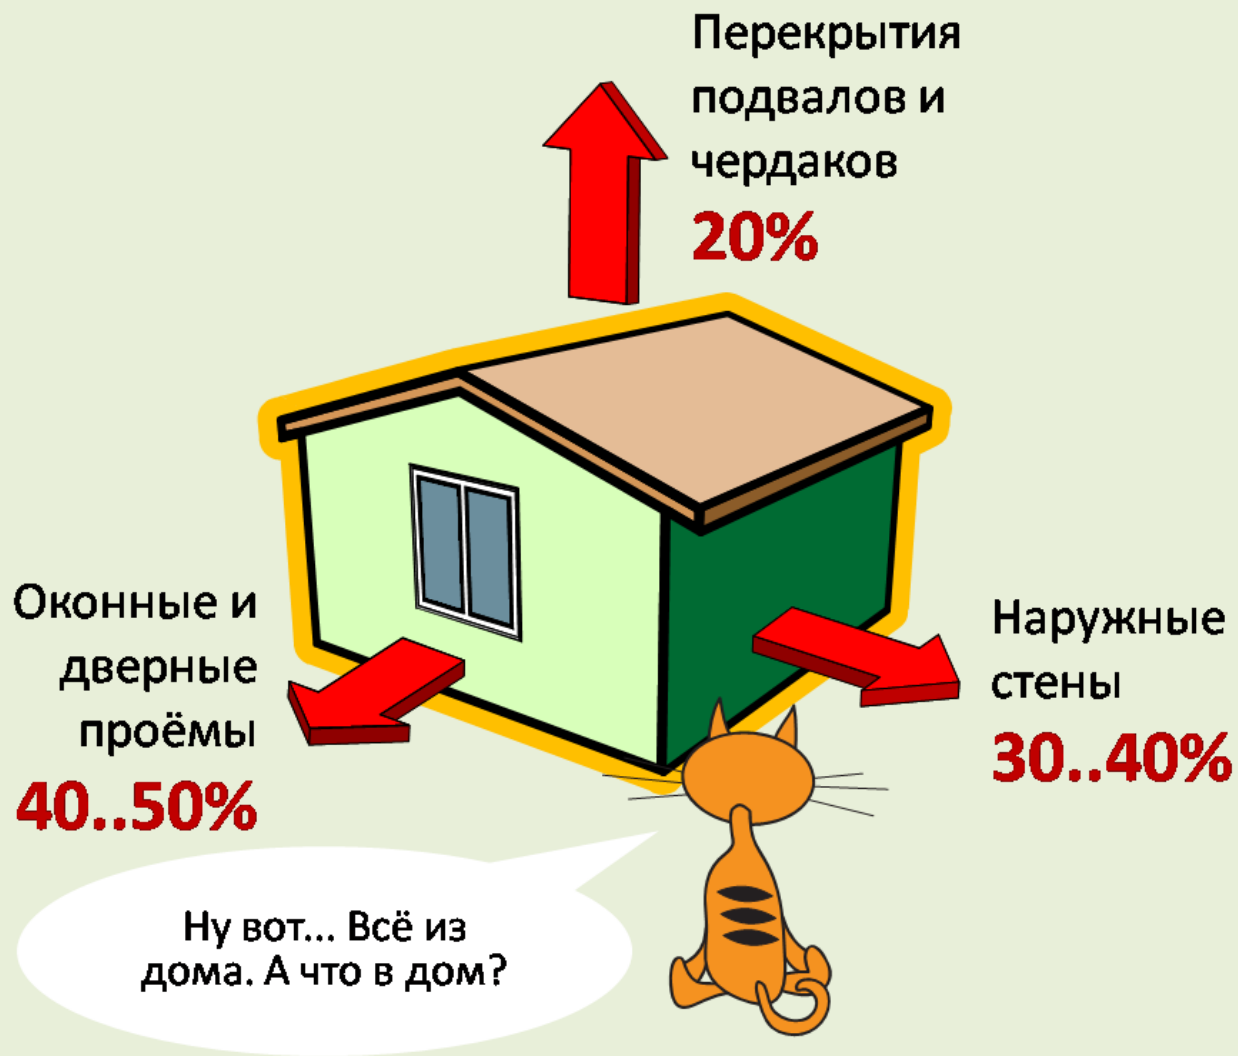 Перекрытия
подвалов и
чердаков
20%
Оконные и
дверные
проёмы
40..50%
Наружные
стены
30..40%
Ну вот... Всё из
дома. А что в дом?